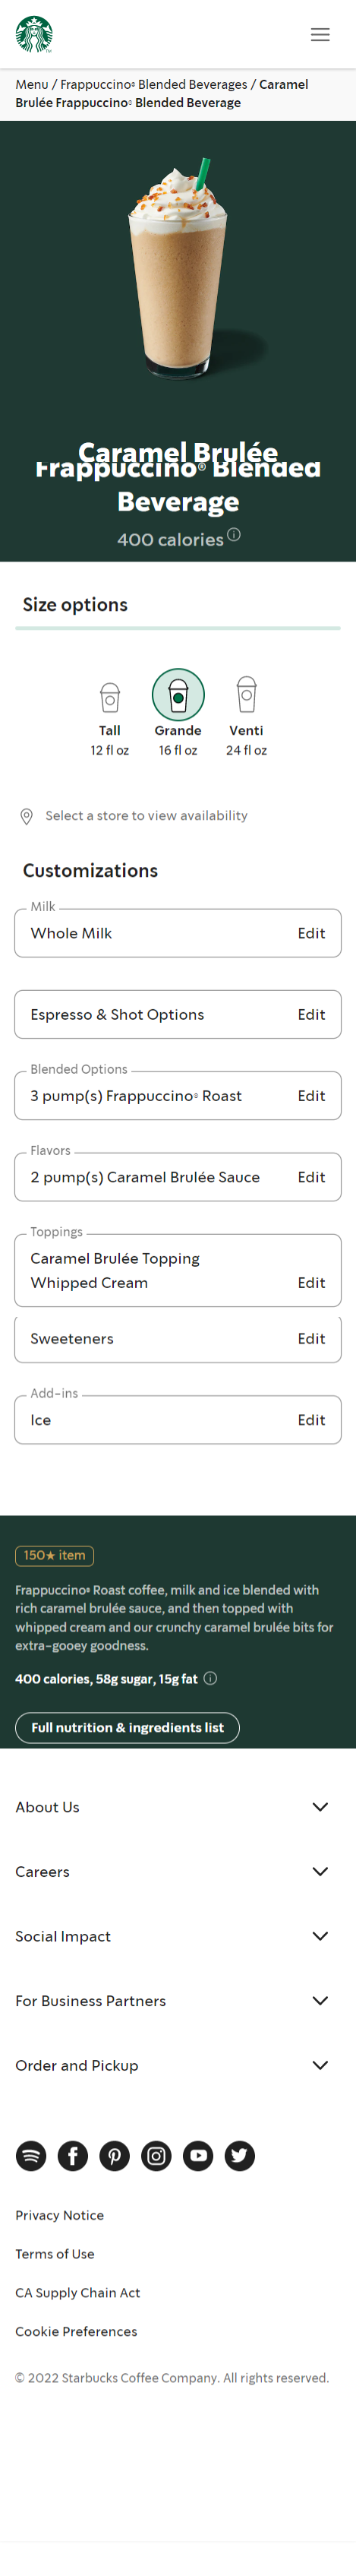 Menu / Frappuccino® Blended Beverages / Caramel
Brulée Frappuccino® Blended Beverage
Caramel Brulée
Frappuccino® Blended
Beverage
400 calories
Size options
Tall
12 fl oz
Grande
16 fl oz
Venti
24 fl oz
Select a store to view availability
Customizations
Milk
Whole Milk
Edit
Espresso & Shot Options
Edit
Blended Options
3 pump(s) Frappuccino® Roast
Edit
Flavors
2 pump(s) Caramel Brulée Sauce
Edit
Toppings
Caramel Brulée Topping
Whipped Cream
Edit
Sweeteners
Edit
Add-ins
Ice
Edit
150★ item
Frappuccino® Roast coffee, milk and ice blended with
rich caramel brulée sauce, and then topped with
whipped cream and our crunchy caramel brulée bits for
extra-gooey goodness.
400 calories, 58g sugar, 15g fat
Full nutrition & ingredients list
About Us
Careers
Social Impact
For Business Partners
Order and Pickup
Privacy Notice
Terms of Use
CA Supply Chain Act
Cookie Preferences
© 2022 Starbucks Coffee Company. All rights reserved.